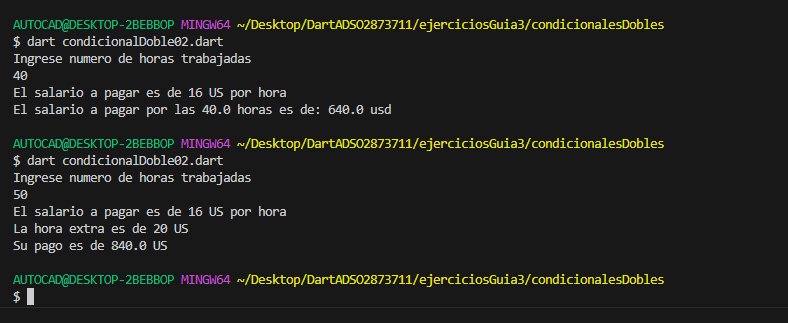 AUTOCAD@DESKTOP-2BEBBOP MINGW64 ~/Desktop/DartADSO2873711/ejerciciosGuia3/condicionalesDobles
$ dart condicionalDoble02.dart
Ingrese numero de horas trabajadas
40
El salario a pagar es de 16 US por hora
El salario a pagar por las 40.0 horas es de: 640.0 usd
AUTOCAD@DESKTOP-2BEBBOP MINGW64 ~/Desktop/DartADSO2873711/ejerciciosGuia3/condicionalesDobles
$ dart condicionalDoble02.dart
Ingrese numero de horas trabajadas
50
El salario a pagar es de 16 US por hora
La hora extra es de 20 US
Su pago es de 840.0 US
AUTOCAD@DESKTOP-2BEBBOP MINGW64 ~/Desktop/DartADSO2873711/ejerciciosGuia3/condicionalesDobles
$